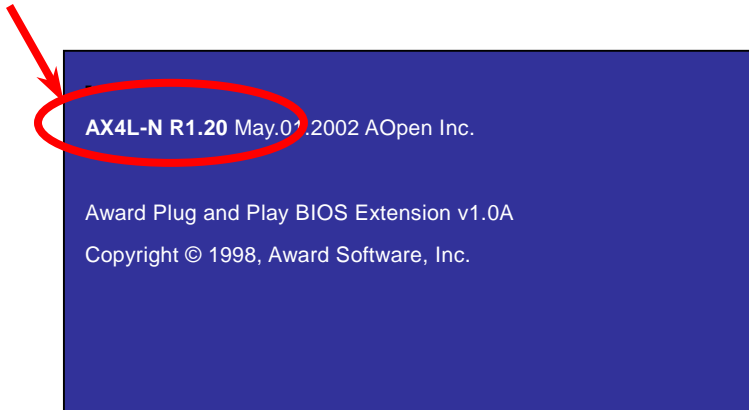 AX4L-N R1.20 May.01.2002 AOpen Inc.
Award Plug and Play BIOS Extension v1.0A
Copyright © 1998, Award Software, Inc.